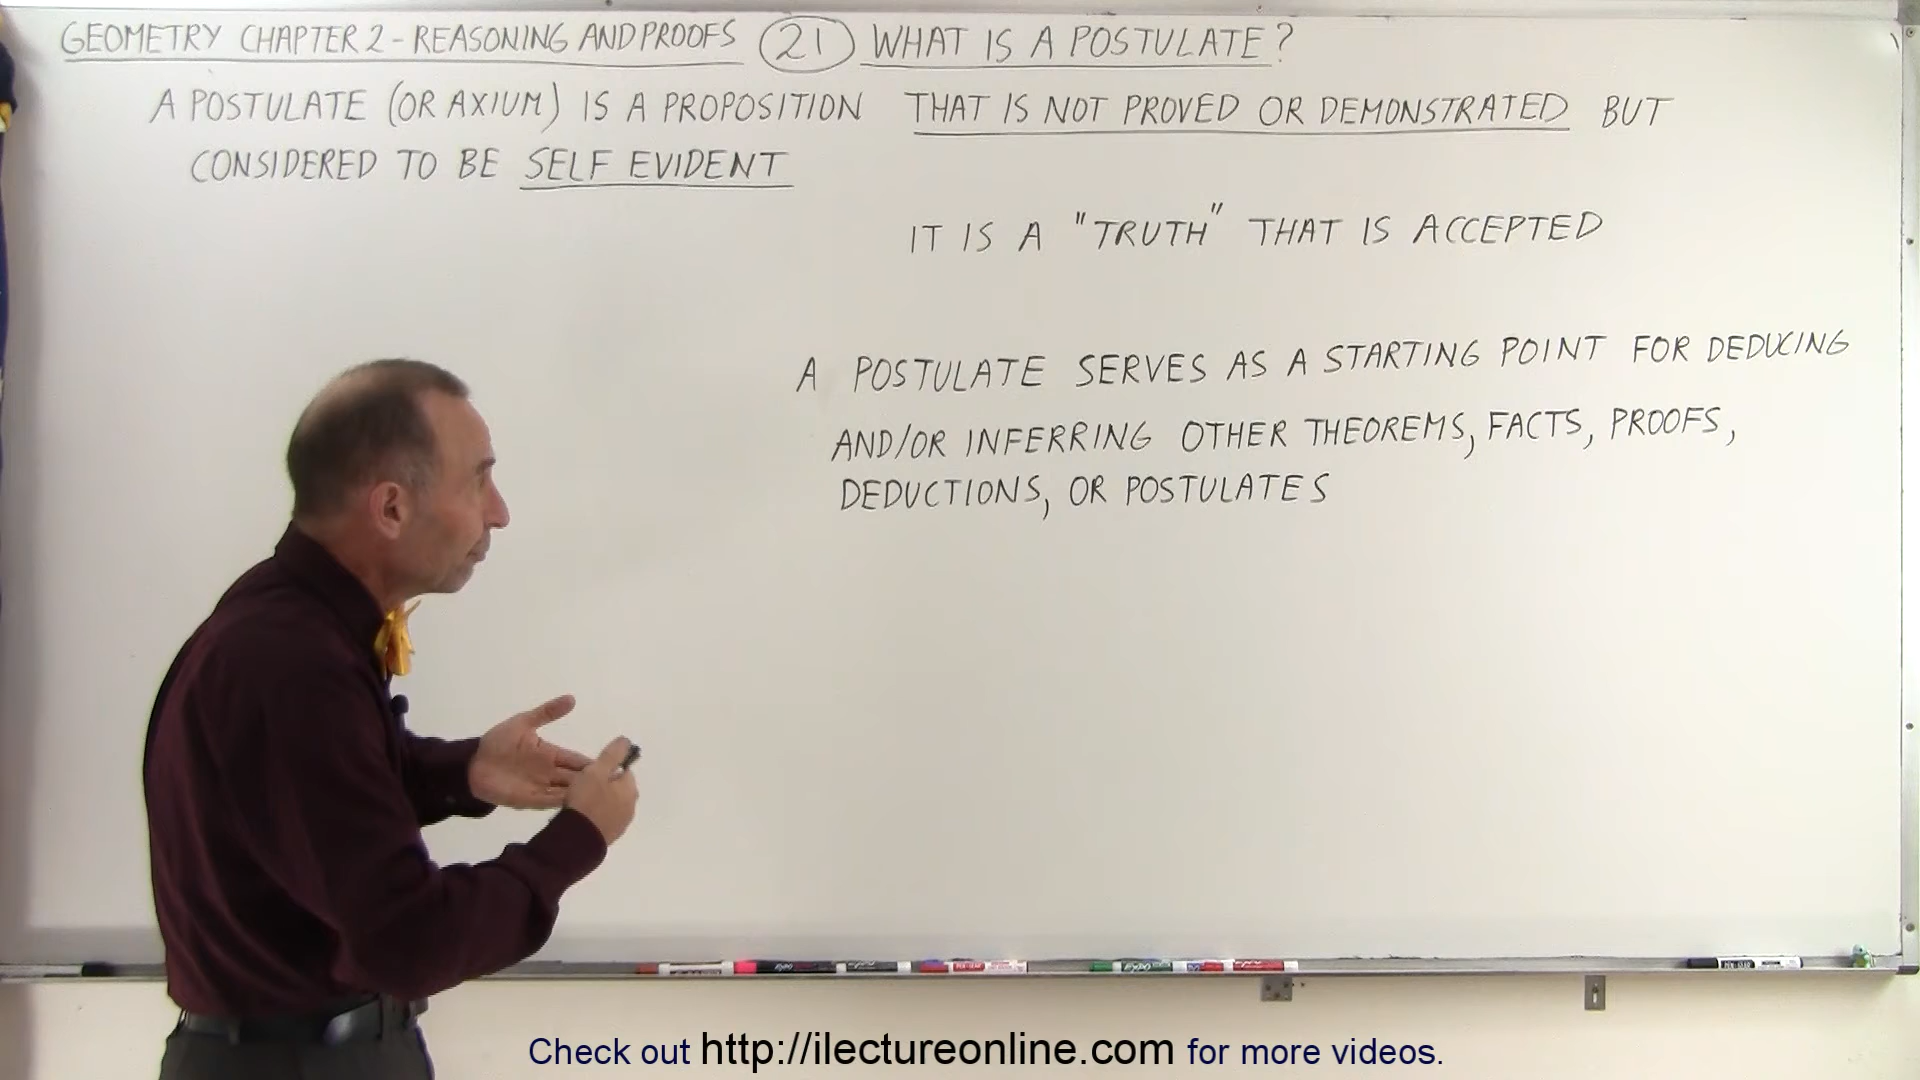 GEOMETRY CHAPTER 2 - REASONING AND PROOFS 21 WHAT IS A POSTULATE?
A POSTULATE (OR AXIUM) IS A PROPOSITION THAT IS NOT PROVED OR DEMONSTRATED BUT
CONSIDERED TO BE SELF EVIDENT
IT IS A "TRUTH" THAT IS ACCEPTED
A POSTULATE SERVES AS A STARTING POINT FOR DEDUCING
AND/OR INFERRING OTHER THEOREMS, FACTS, PROOFS,
DEDUCTIONS, OR POSTULATES
Check out http://ilectureonline.com for more videos.